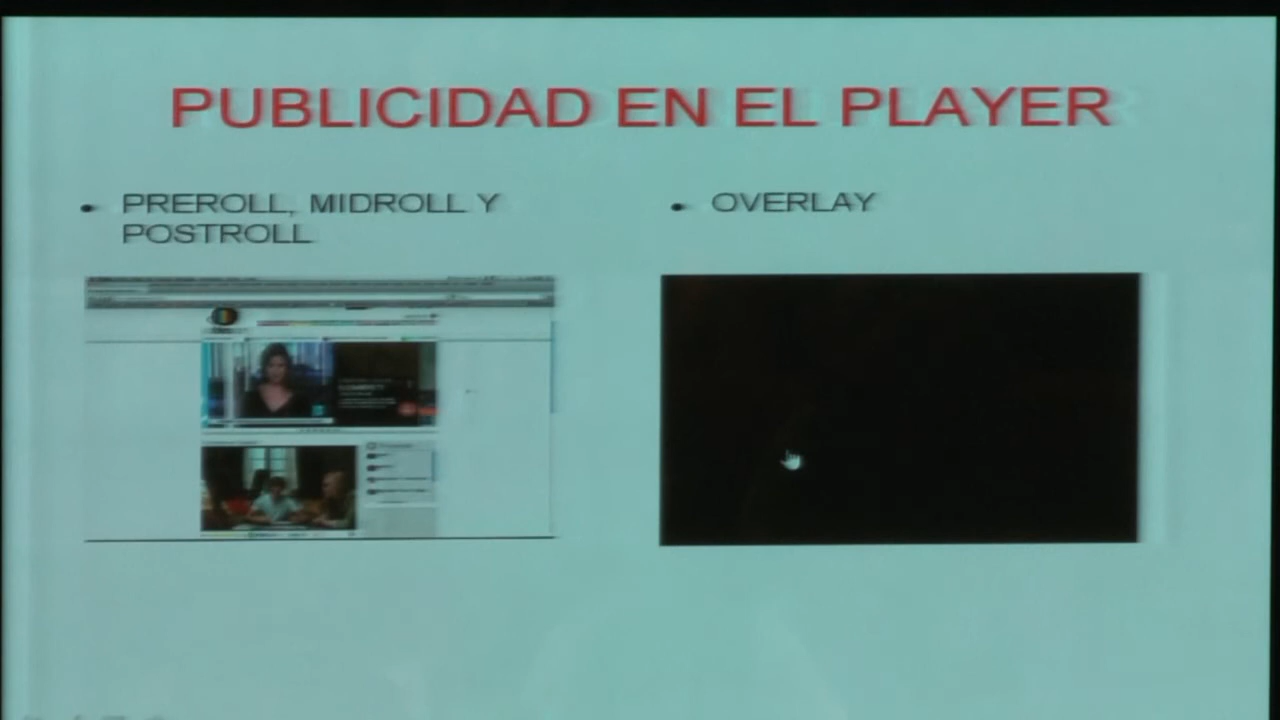 PUBLICIDAD EN EL PLAYER
• PREROLL, MIDROLL Y
POSTROLL
• OVERLAY